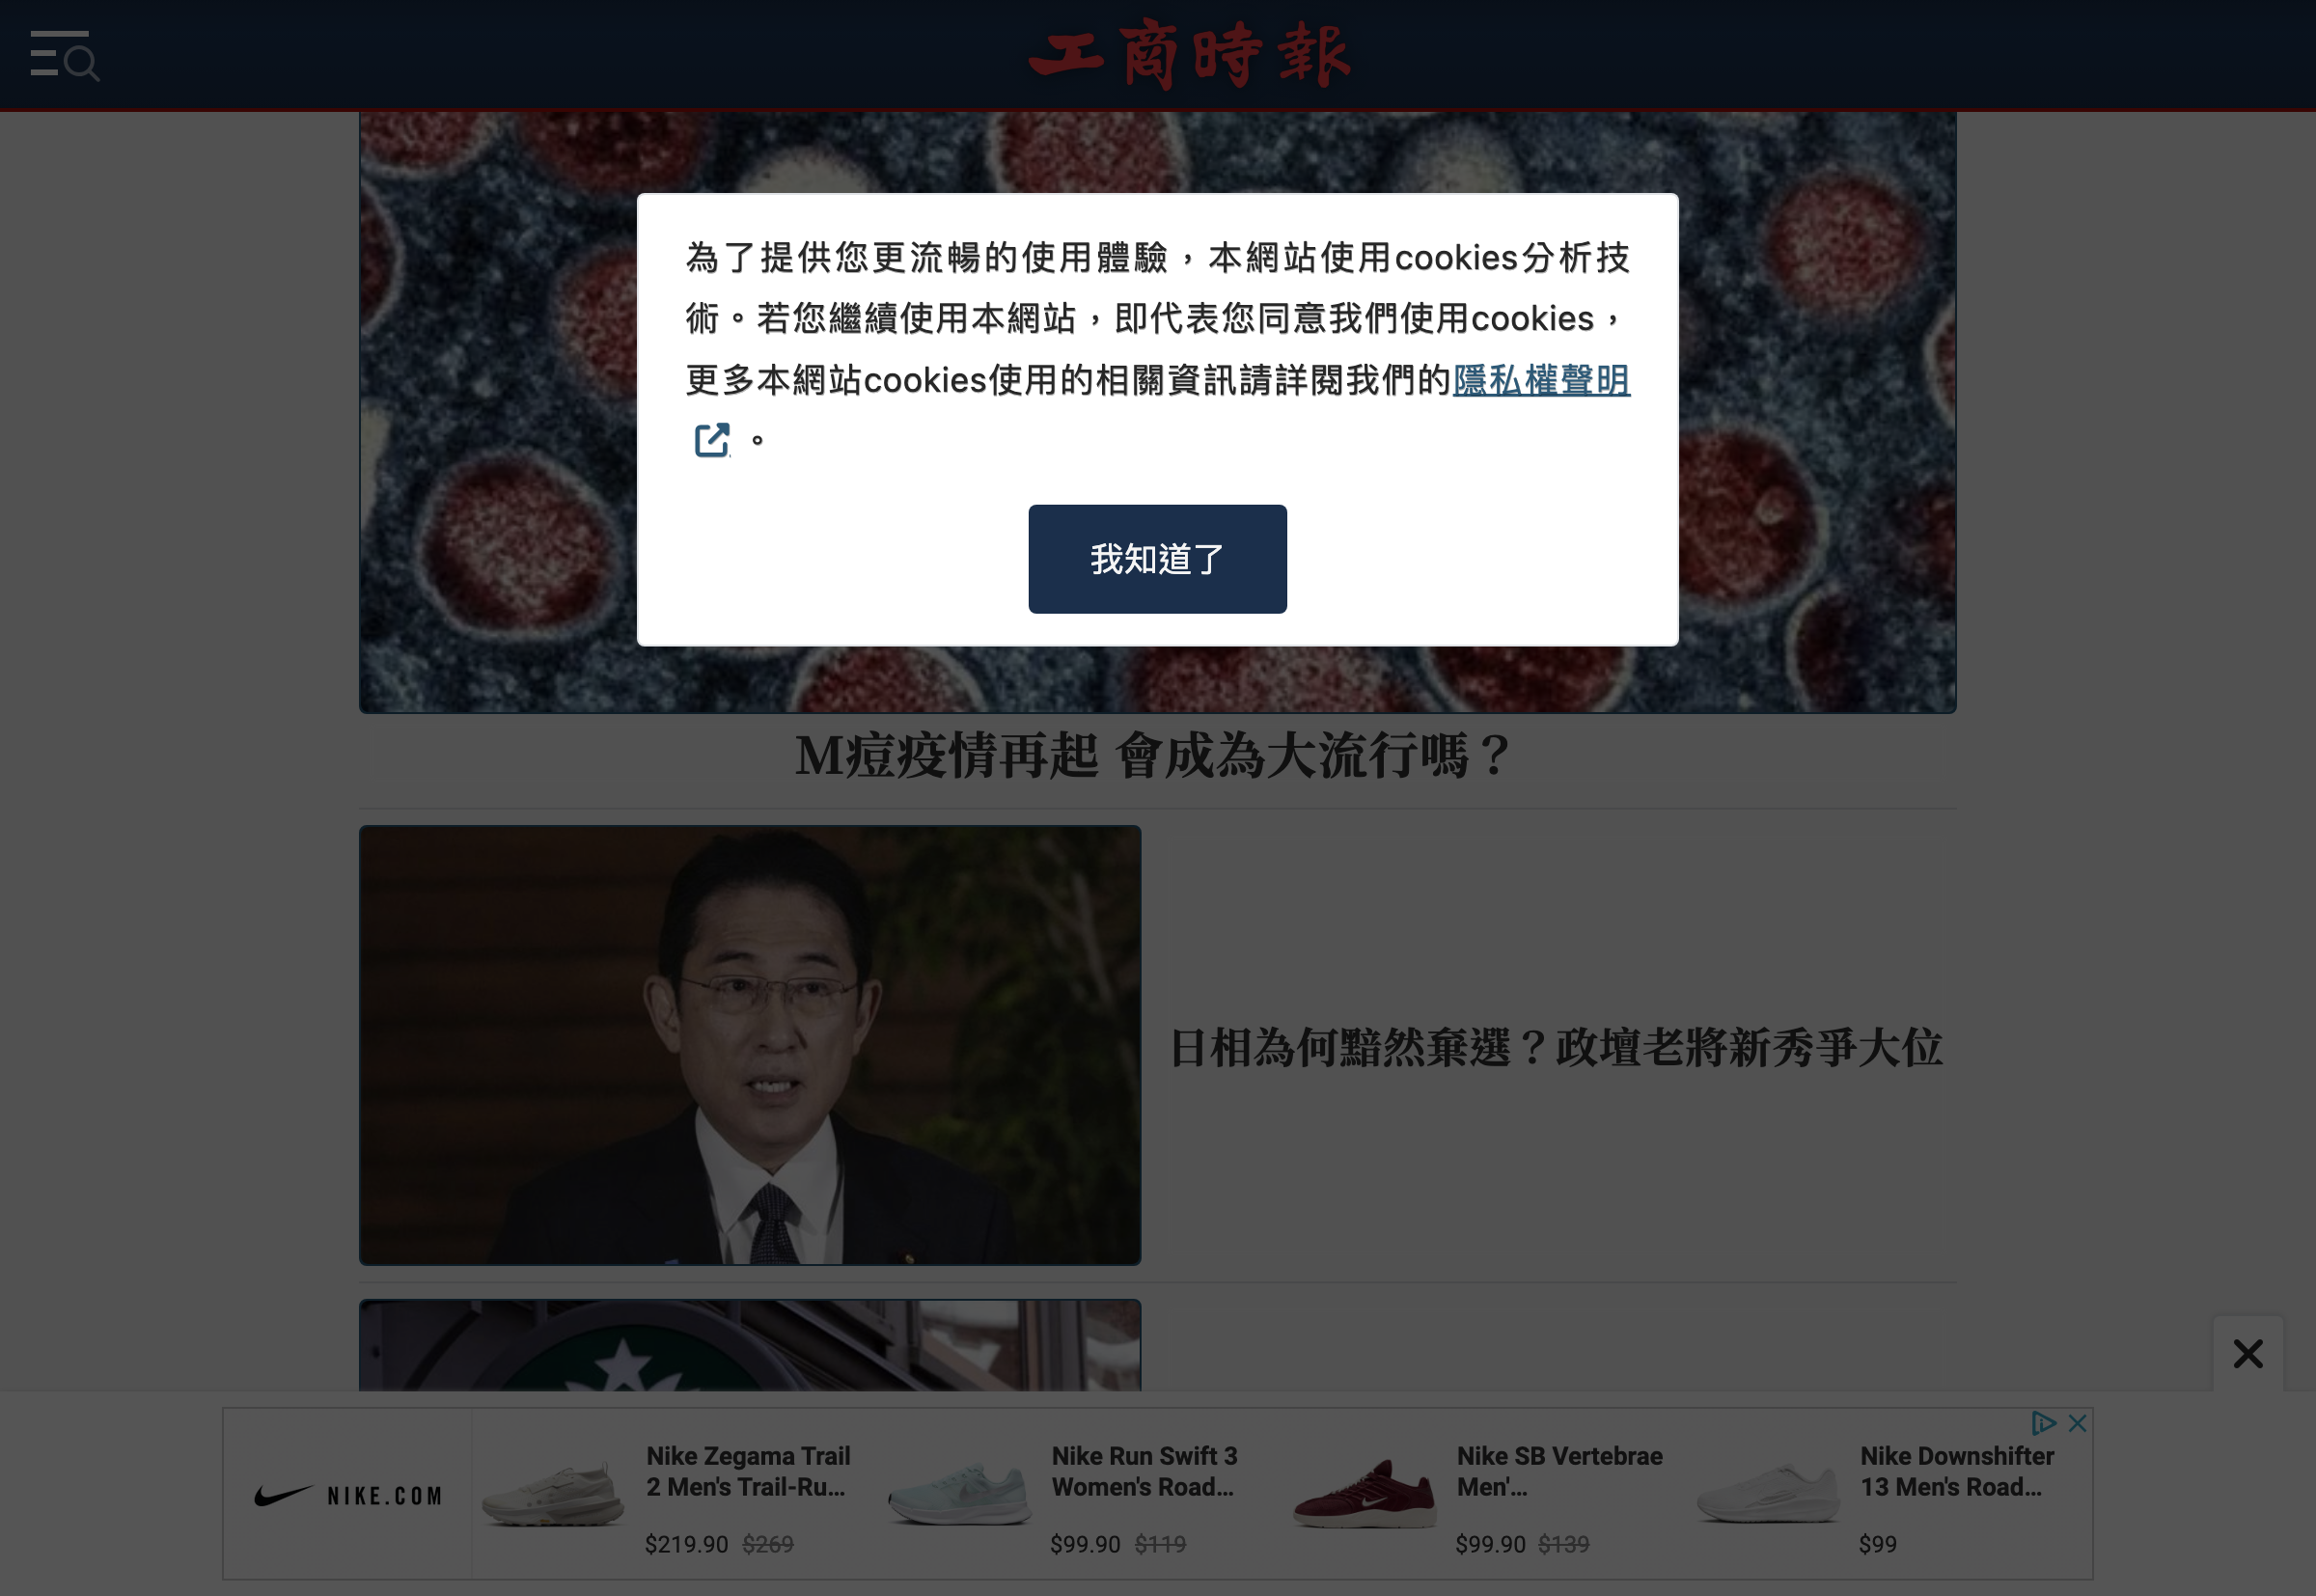 工商時報
為了提供您更流暢的使用體驗，本網站使用cookies分析技
術。若您繼續使用本網站，即代表您同意我們使用cookies，
更多本網站cookies使用的相關資訊請詳閱我們的隱私權聲明
。
我知道了
M痘疫情再起 會成為大流行嗎？
日相為何黯然棄選？政壇老將新秀爭大位
NIKE.COM
Nike Zegama Trail
2 Men's Trail-Ru...
$219.90 $269
Nike Run Swift 3
Women's Road...
$99.90 $119
Nike SB Vertebrae
Men'...
$99.90 $139
Nike Downshifter
13 Men's Road...
$99